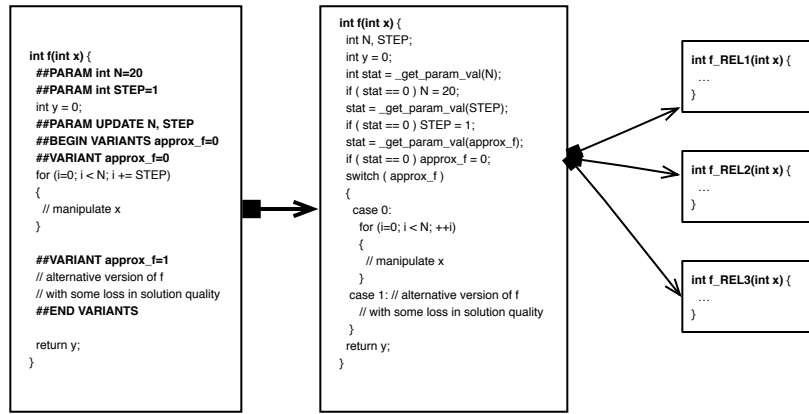 int f(int x) {
##PARAM int N=20
##PARAM int STEP=1
int y = 0;
##PARAM UPDATE N, STEP
##BEGIN VARIANTS approx_f=0
##VARIANT approx_f=0
for (i=0; i < N; i += STEP)
{
// manipulate x
}
##VARIANT approx_f=1
// alternative version of f
// with some loss in solution quality
##END VARIANTS
return y;
}
int f(int x) {
int N, STEP;
int y = 0;
int stat = _get_param_val(N);
if ( stat == 0 ) N = 20;
stat = _get_param_val(STEP);
if ( stat == 0 ) STEP = 1;
stat = _get_param_val(approx_f);
if ( stat == 0 ) approx_f = 0;
switch ( approx_f )
{
case 0:
for (i=0; i < N; ++i)
{
// manipulate x
}
case 1: // alternative version of f
// with some loss in solution quality
}
return y;
}
int f_REL1(int x) {
...
}
int f_REL2(int x) {
...
}
int f_REL3(int x) {
...
}